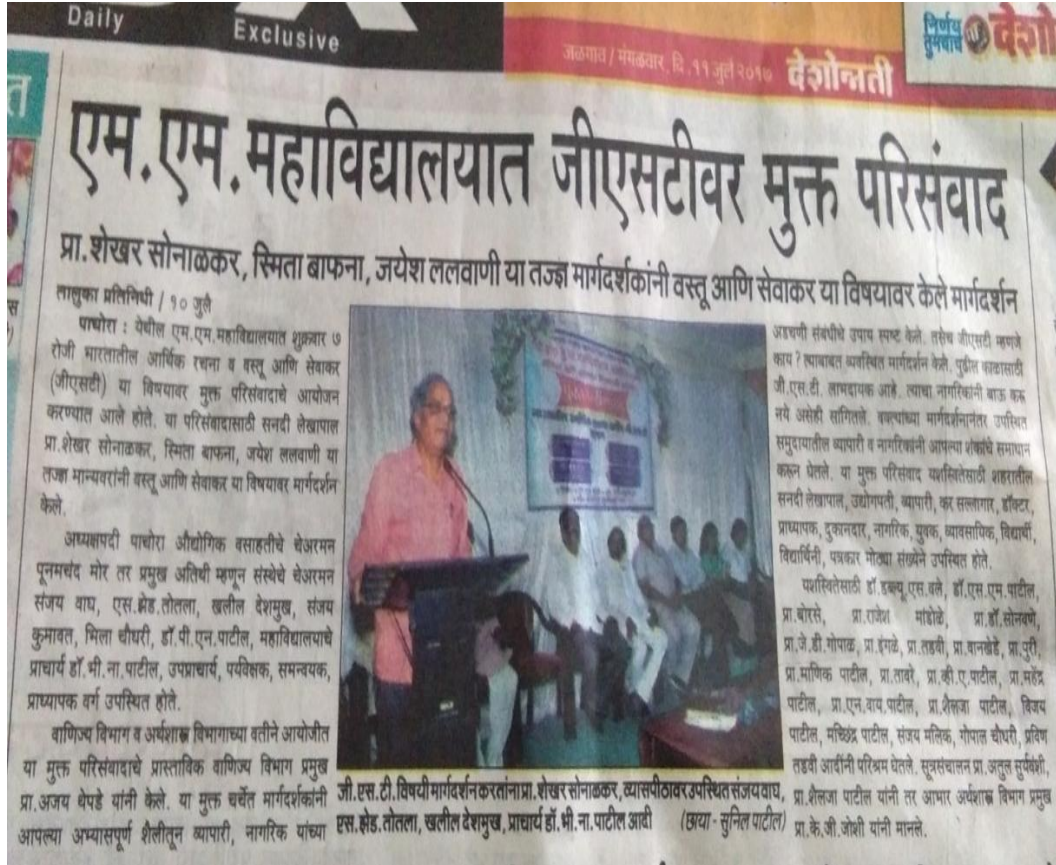 Daily
Exclusive
जळगाव / मंगळवार, दि. ११ जुलै २०१७ देशोन्नती
निर्णय
तुमचाच
देशो
एम.एम.महाविद्यालयात जीएसटीवर मुक्त परिसंवाद
प्रा.शेखर सोनाळकर, स्मिता बाफना, जयेश ललवाणी या तज्ज्ञ मार्गदर्शकांनी वस्तू आणि सेवाकर या विषयावर केले मार्गदर्शन
तालुका प्रतिनिधी / १० जुलै
पाचोरा : येथील एम.एम.महाविद्यालयात शुक्रवार ७
रोजी भारतातील आर्थिक रचना व वस्तू आणि सेवाकर
(जीएसटी) या विषयावर मुक्त परिसंवादाचे आयोजन
करण्यात आले होते. या परिसंवादासाठी सनदी लेखापाल
प्रा.शेखर सोनाळकर, स्मिता बाफना, जयेश ललवाणी या
तज्ज्ञ मान्यवरांनी वस्तू आणि सेवाकर या विषयावर मार्गदर्शन
केले.
अध्यक्षपदी पाचोरा औद्योगिक वसाहतीचे चेअरमन
पूनमचंद मोर तर प्रमुख अतिथी म्हणून संस्थेचे चेअरमन
संजय वाघ, एस.झेड.तोतला, खलील देशमुख, संजय
कुमावत, भिला चौधरी, डॉ.पी.एन.पाटील, महाविद्यालयाचे
प्राचार्य डॉ.भी.ना.पाटील, उपप्राचार्य, पर्यवेक्षक, समन्वयक,
प्राध्यापक वर्ग उपस्थित होते.
वाणिज्य विभाग व अर्थशास्त्र विभागाच्या वतीने आयोजीत
या मुक्त परिसंवादाचे प्रास्ताविक वाणिज्य विभाग प्रमुख
प्रा.अजय थेपडे यांनी केले. या मुक्त चर्चेत मार्गदर्शकांनी
आपल्या अभ्यासपूर्ण शैलीतून व्यापारी, नागरिक यांच्या
जी.एस.टी.विषयी मार्गदर्शन करतांना प्रा.शेखर सोनाळकर, व्यासपीठावर उपस्थित संजय वाघ,
एस.झेड.तोतला, खलील देशमुख, प्राचार्य डॉ.भी.ना.पाटील आदी (छाया - सुनिल पाटील)
अडचणी संबंधीचे उपाय स्पष्ट केले. तसेच जीएसटी म्हणजे
काय ? त्याबाबत व्यवस्थित मार्गदर्शन केले. पुढील काळासाठी
जी.एस.टी. लाभदायक आहे. त्याचा नागरिकांनी बाऊ करू
नये असेही सांगितले. वक्त्यांच्या मार्गदर्शनानंतर उपस्थित
समुदायातील व्यापारी व नागरिकांनी आपल्या शंकांचे समाधान
करून घेतले. या मुक्त परिसंवाद यशस्वितेसाठी शहरातील
सनदी लेखापाल, उद्योगपती, व्यापारी, कर सल्लागार, डॉक्टर,
प्राध्यापक, दुकानदार, नागरिक, युवक, व्यावसायिक, विद्यार्थी,
विद्यार्थिनी, पत्रकार मोठ्या संख्येने उपस्थित होते.
यशस्वितेसाठी डॉ.डब्ल्यू.एस.वले, डॉ.एस.एम.पाटील,
प्रा.बोरसे, प्रा.राजेश मांडोळे, प्रा.डॉ.सोनवणे,
प्रा.जे.डी.गोपाळ, प्रा.इंगळे, प्रा.तडवी, प्रा.वानखेडे, प्रा.पुरी,
प्रा.माणिक पाटील, प्रा.तावरे, प्रा.व्ही.ए.पाटील, प्रा.महेंद्र
पाटील, प्रा.एन.वाय.पाटील, प्रा.शैलजा पाटील, विजय
पाटील, मच्छिंद्र पाटील, संजय मलिक, गोपाल चौधरी, प्रविण
तडवी आदींनी परिश्रम घेतले. सूत्रसंचालन प्रा.अतुल सुर्यवंशी,
प्रा.शैलजा पाटील यांनी तर आभार अर्थशास्त्र विभाग प्रमुख
प्रा.के.जी.जोशी यांनी मानले.